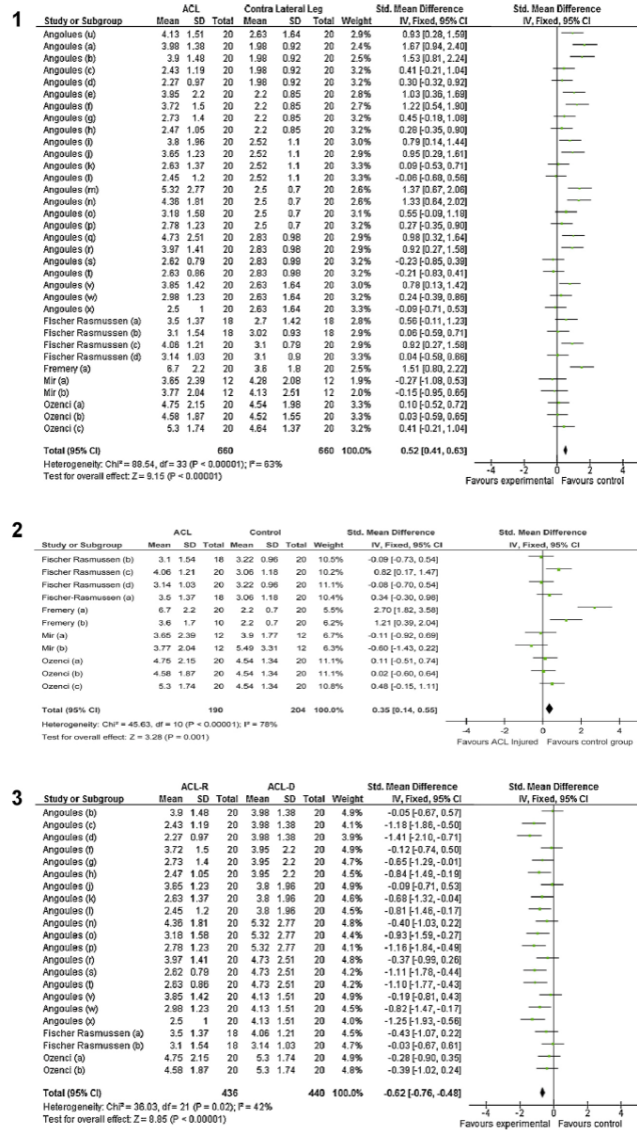 1
ACL Contra Lateral Leg Std. Mean Difference Std. Mean Difference
Study or Subgroup Mean SD Total Mean SD Total Weight IV, Fixed, 95% CI IV, Fixed, 95% CI
Angolues (u) 4.13 1.51 20 2.63 1.64 20 2.9% 0.93 [0.28, 1.59]
Angoules (a) 3.98 1.38 20 1.98 0.92 20 2.4% 1.67 [0.94, 2.40]
Angoules (b) 3.9 1.48 20 1.98 0.92 20 2.5% 1.53 [0.81, 2.24]
Angoules (c) 2.43 1.19 20 1.98 0.92 20 3.2% 0.41 [-0.21, 1.04]
Angoules (d) 2.27 0.97 20 1.98 0.92 20 3.2% 0.30 [-0.32, 0.92]
Angoules (e) 3.95 2.2 20 2.2 0.85 20 2.9% 1.03 [0.36, 1.69]
Angoules (f) 3.72 1.5 20 2.2 0.85 20 2.7% 1.22 [0.54, 1.90]
Angoules (g) 2.73 1.4 20 2.2 0.85 20 3.2% 0.45 [-0.18, 1.08]
Angoules (h) 2.47 1.05 20 2.2 0.85 20 3.2% 0.28 [-0.35, 0.90]
Angoules (i) 3.8 1.96 20 2.52 1.1 20 3.0% 0.79 [0.14, 1.44]
Angoules (j) 3.65 1.23 20 2.52 1.1 20 2.9% 0.95 [0.29, 1.61]
Angoules (k) 2.63 1.37 20 2.52 1.1 20 3.3% 0.09 [-0.53, 0.71]
Angoules (l) 2.45 1.2 20 2.52 1.1 20 3.3% -0.06 [-0.68, 0.56]
Angoules (m) 5.32 2.77 20 2.5 0.7 20 2.6% 1.37 [0.67, 2.06]
Angoules (n) 4.36 1.81 20 2.5 0.7 20 2.6% 1.33 [0.64, 2.02]
Angoules (o) 3.18 1.58 20 2.5 0.7 20 3.2% 0.55 [-0.09, 1.18]
Angoules (p) 2.78 1.23 20 2.5 0.7 20 3.2% 0.27 [-0.35, 0.90]
Angoules (q) 4.73 2.51 20 2.83 0.98 20 2.9% 0.98 [0.32, 1.64]
Angoules (r) 3.97 1.41 20 2.83 0.98 20 2.9% 0.92 [0.27, 1.58]
Angoules (s) 2.62 0.79 20 2.83 0.98 20 3.3% -0.23 [-0.85, 0.39]
Angoules (t) 2.63 0.86 20 2.83 0.98 20 3.3% -0.21 [-0.83, 0.41]
Angoules (v) 3.85 1.42 20 2.63 1.64 20 3.0% 0.78 [0.13, 1.42]
Angoules (w) 2.98 1.23 20 2.63 1.64 20 3.2% 0.24 [-0.39, 0.86]
Angoules (x) 2.5 1 20 2.63 1.64 20 3.3% -0.09 [-0.71, 0.53]
Fischer Rasmussen (a) 3.5 1.37 18 2.7 1.42 18 2.8% 0.56 [-0.11, 1.23]
Fischer Rasmussen (b) 3.1 1.54 18 3.02 0.93 18 2.9% 0.06 [-0.59, 0.71]
Fischer Rasmussen (c) 4.06 1.21 20 3.1 0.79 20 3.0% 0.92 [0.27, 1.58]
Fischer Rasmussen (d) 3.14 1.03 20 3.1 0.9 20 3.3% 0.04 [-0.58, 0.66]
Fremery (a) 6.7 2.2 20 3.6 1.8 20 2.5% 1.51 [0.80, 2.22]
Mir (a) 3.65 2.39 12 4.28 2.08 12 1.9% -0.27 [-1.08, 0.53]
Mir (b) 3.77 2.04 12 4.13 2.51 12 2.0% -0.15 [-0.95, 0.65]
Ozenci (a) 4.75 2.15 20 4.54 1.98 20 3.3% 0.10 [-0.52, 0.72]
Ozenci (b) 4.58 1.87 20 4.52 1.55 20 3.3% 0.03 [-0.59, 0.65]
Ozenci (c) 5.3 1.74 20 4.64 1.37 20 3.2% 0.41 [-0.21, 1.04]
Total (95% CI) 660 660 100.0% 0.52 [0.41, 0.63]
Heterogeneity: Chi² = 88.54, df = 33 (P < 0.00001); I² = 63%
Test for overall effect: Z = 9.15 (P < 0.00001)
-4 -2 0 2 4
Favours experimental Favours control
2
ACL Control Std. Mean Difference Std. Mean Difference
Study or Subgroup Mean SD Total Mean SD Total Weight IV, Fixed, 95% CI IV, Fixed, 95% CI
Fischer Rasmussen (b) 3.1 1.54 18 3.22 0.96 20 10.5% -0.09 [-0.73, 0.54]
Fischer Rasmussen (c) 4.06 1.21 20 3.06 1.18 20 10.0% 0.82 [0.17, 1.47]
Fischer Rasmussen (d) 3.14 1.03 20 3.22 0.96 20 11.1% -0.08 [-0.70, 0.54]
Fischer-Rasmussen (a) 3.5 1.37 18 3.06 1.18 20 10.4% 0.34 [-0.30, 0.98]
Fremery (a) 6.7 2.2 20 2.2 0.7 20 5.5% 2.70 [1.82, 3.58]
Fremery (b) 3.6 1.7 10 2.2 0.7 20 6.2% 1.21 [0.39, 2.04]
Mir (a) 3.65 2.39 12 3.9 1.77 12 6.7% -0.11 [-0.92, 0.69]
Mir (b) 3.77 2.04 12 5.49 3.31 12 6.2% -0.60 [-1.43, 0.22]
Ozenci (a) 4.75 2.15 20 4.54 1.34 20 11.1% 0.11 [-0.51, 0.74]
Ozenci (b) 4.58 1.87 20 4.54 1.34 20 11.2% 0.02 [-0.60, 0.64]
Ozenci (c) 5.3 1.74 20 4.54 1.34 20 10.8% 0.48 [-0.15, 1.11]
Total (95% CI) 190 204 100.0% 0.35 [0.14, 0.55]
Heterogeneity: Chi² = 45.63, df = 10 (P < 0.00001); I² = 78%
Test for overall effect: Z = 3.28 (P = 0.001)
-4 -2 0 2 4
Favours ACL Injured Favours control group
3
ACL-R ACL-D Std. Mean Difference Std. Mean Difference
Study or Subgroup Mean SD Total Mean SD Total Weight IV, Fixed, 95% CI IV, Fixed, 95% CI
Angoules (b) 3.9 1.48 20 3.98 1.38 20 4.9% -0.05 [-0.67, 0.57]
Angoules (c) 2.43 1.19 20 3.98 1.38 20 4.1% -1.18 [-1.86, -0.50]
Angoules (d) 2.27 0.97 20 3.98 1.38 20 3.9% -1.41 [-2.10, -0.71]
Angoules (f) 3.72 1.5 20 3.95 2.2 20 4.9% -0.12 [-0.74, 0.50]
Angoules (g) 2.73 1.4 20 3.95 2.2 20 4.7% -0.65 [-1.29, -0.01]
Angoules (h) 2.47 1.05 20 3.95 2.2 20 4.5% -0.84 [-1.49, -0.19]
Angoules (j) 3.65 1.23 20 3.8 1.96 20 4.9% -0.09 [-0.71, 0.53]
Angoules (k) 2.63 1.37 20 3.8 1.96 20 4.6% -0.68 [-1.32, -0.04]
Angoules (l) 2.45 1.2 20 3.8 1.96 20 4.5% -0.81 [-1.46, -0.17]
Angoules (n) 4.36 1.81 20 5.32 2.77 20 4.8% -0.40 [-1.03, 0.22]
Angoules (o) 3.18 1.58 20 5.32 2.77 20 4.4% -0.93 [-1.59, -0.27]
Angoules (p) 2.78 1.23 20 5.32 2.77 20 4.2% -1.16 [-1.84, -0.49]
Angoules (r) 3.97 1.41 20 4.73 2.51 20 4.8% -0.37 [-0.99, 0.26]
Angoules (s) 2.62 0.79 20 4.73 2.51 20 4.2% -1.11 [-1.78, -0.44]
Angoules (t) 2.63 0.86 20 4.73 2.51 20 4.2% -1.10 [-1.77, -0.43]
Angoules (v) 3.85 1.42 20 4.13 1.51 20 4.9% -0.19 [-0.81, 0.43]
Angoules (w) 2.98 1.23 20 4.13 1.51 20 4.5% -0.82 [-1.47, -0.17]
Angoules (x) 2.5 1 20 4.13 1.51 20 4.1% -1.25 [-1.93, -0.56]
Fischer Rasmussen (a) 3.5 1.37 18 4.06 1.21 20 4.5% -0.43 [-1.07, 0.22]
Fischer Rasmussen (b) 3.1 1.54 18 3.14 1.03 20 4.7% -0.03 [-0.67, 0.61]
Ozenci (a) 4.75 2.15 20 5.3 1.74 20 4.9% -0.28 [-0.90, 0.35]
Ozenci (b) 4.58 1.87 20 5.3 1.74 20 4.8% -0.39 [-1.02, 0.24]
Total (95% CI) 436 440 100.0% -0.62 [-0.76, -0.48]
Heterogeneity: Chi² = 36.03, df = 21 (P = 0.02); I² = 42%
Test for overall effect: Z = 8.85 (P < 0.00001)
-4 -2 0 2 4
Favours experimental Favours control